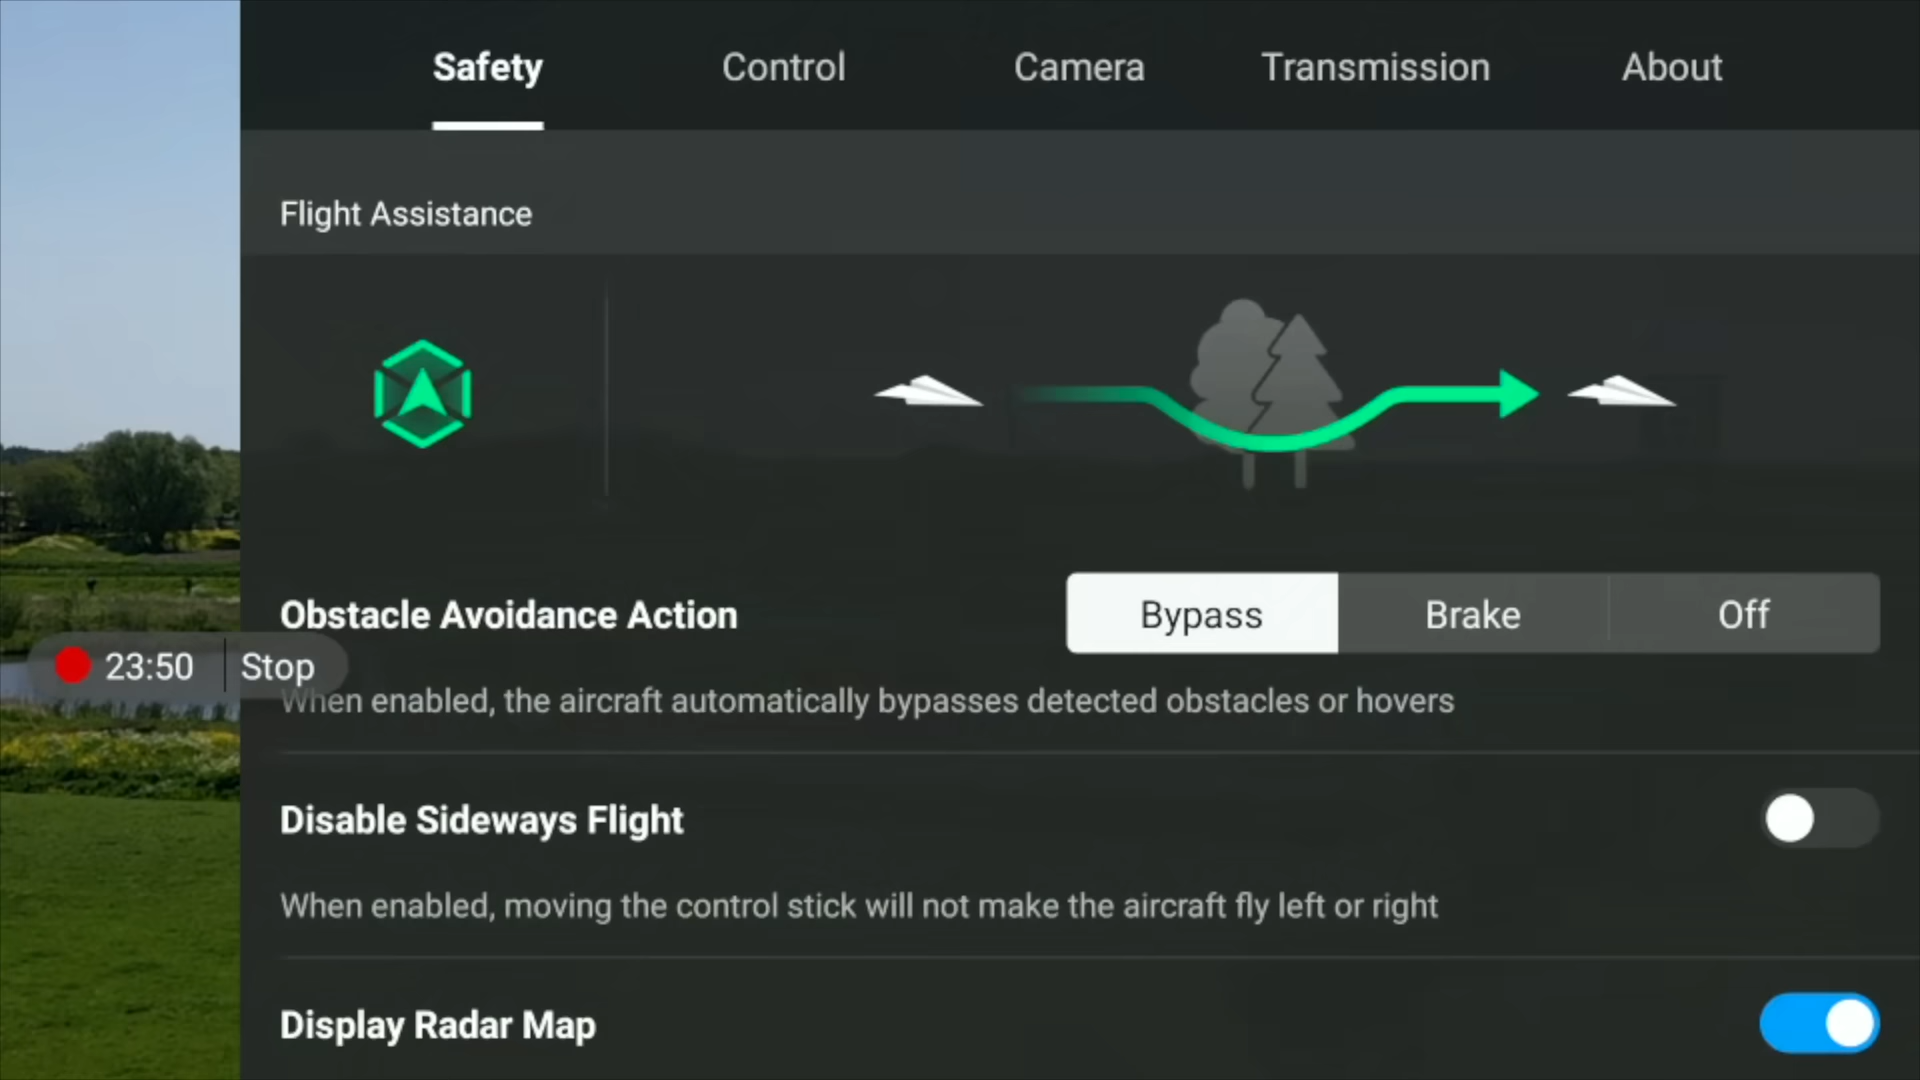 Safety Control Camera Transmission About
Flight Assistance
Obstacle Avoidance Action Bypass Brake Off
23:50 Stop
When enabled, the aircraft automatically bypasses detected obstacles or hovers
Disable Sideways Flight
When enabled, moving the control stick will not make the aircraft fly left or right
Display Radar Map